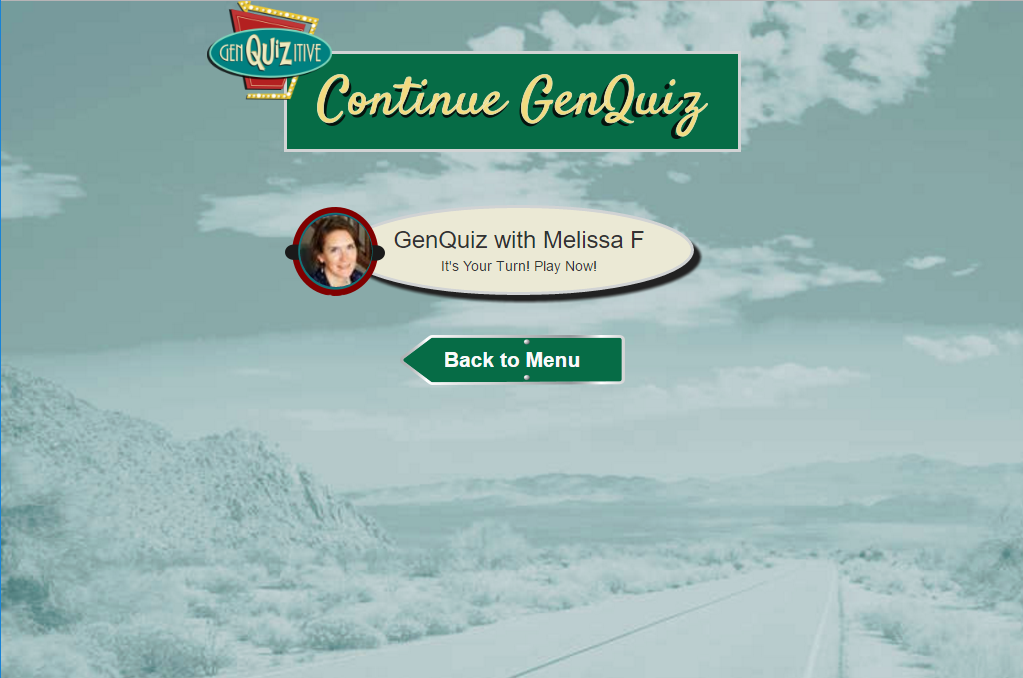 GENQUIZITIVE
Continue GenQuiz
GenQuiz with Melissa F
It's Your Turn! Play Now!
Back to Menu